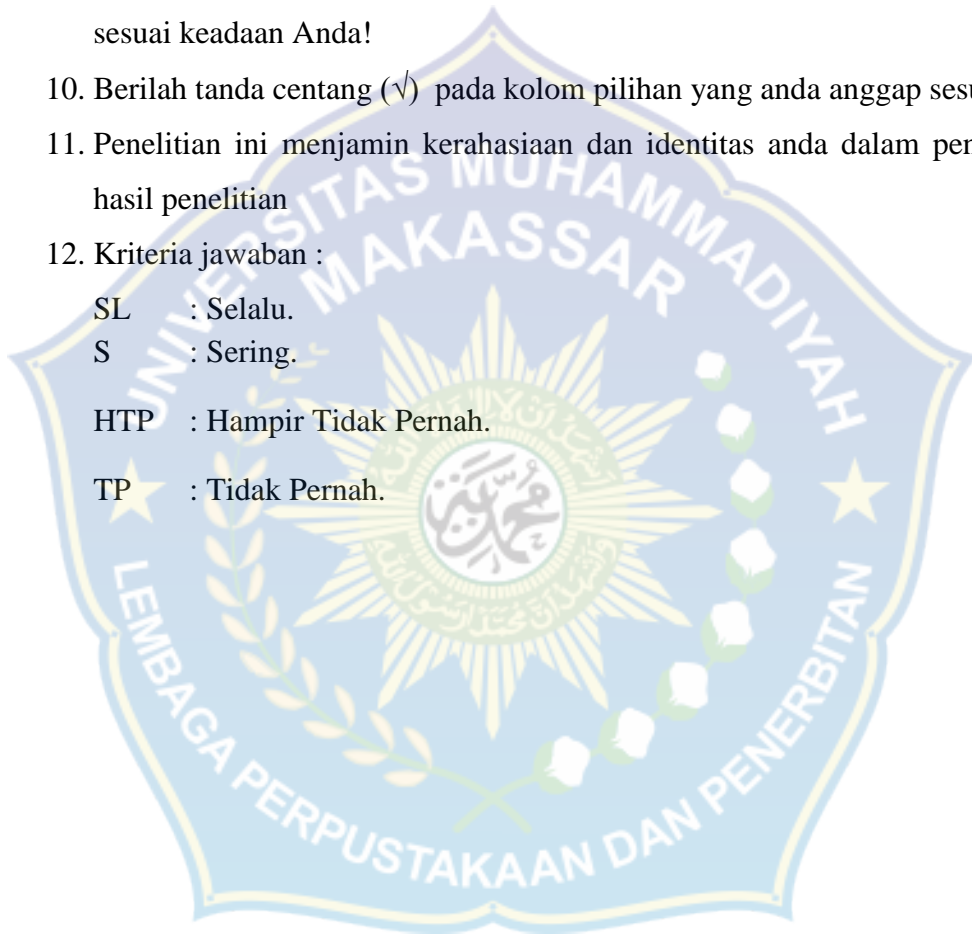 sesuai keadaan Anda!
10. Berilah tanda centang (√) pada kolom pilihan yang anda anggap
11. Penelitian ini menjamin kerahasiaan dan identitas anda dalam
hasil penelitian
12. Kriteria jawaban :
SL : Selalu.
S : Sering.
HTP : Hampir Tidak Pernah.
TP : Tidak Pernah.
UNIVERSITAS MUHAMMADIYAH
MAKASSAR
محمدية
LEMBAGA PERPUSTAKAAN DAN PENERBITAN